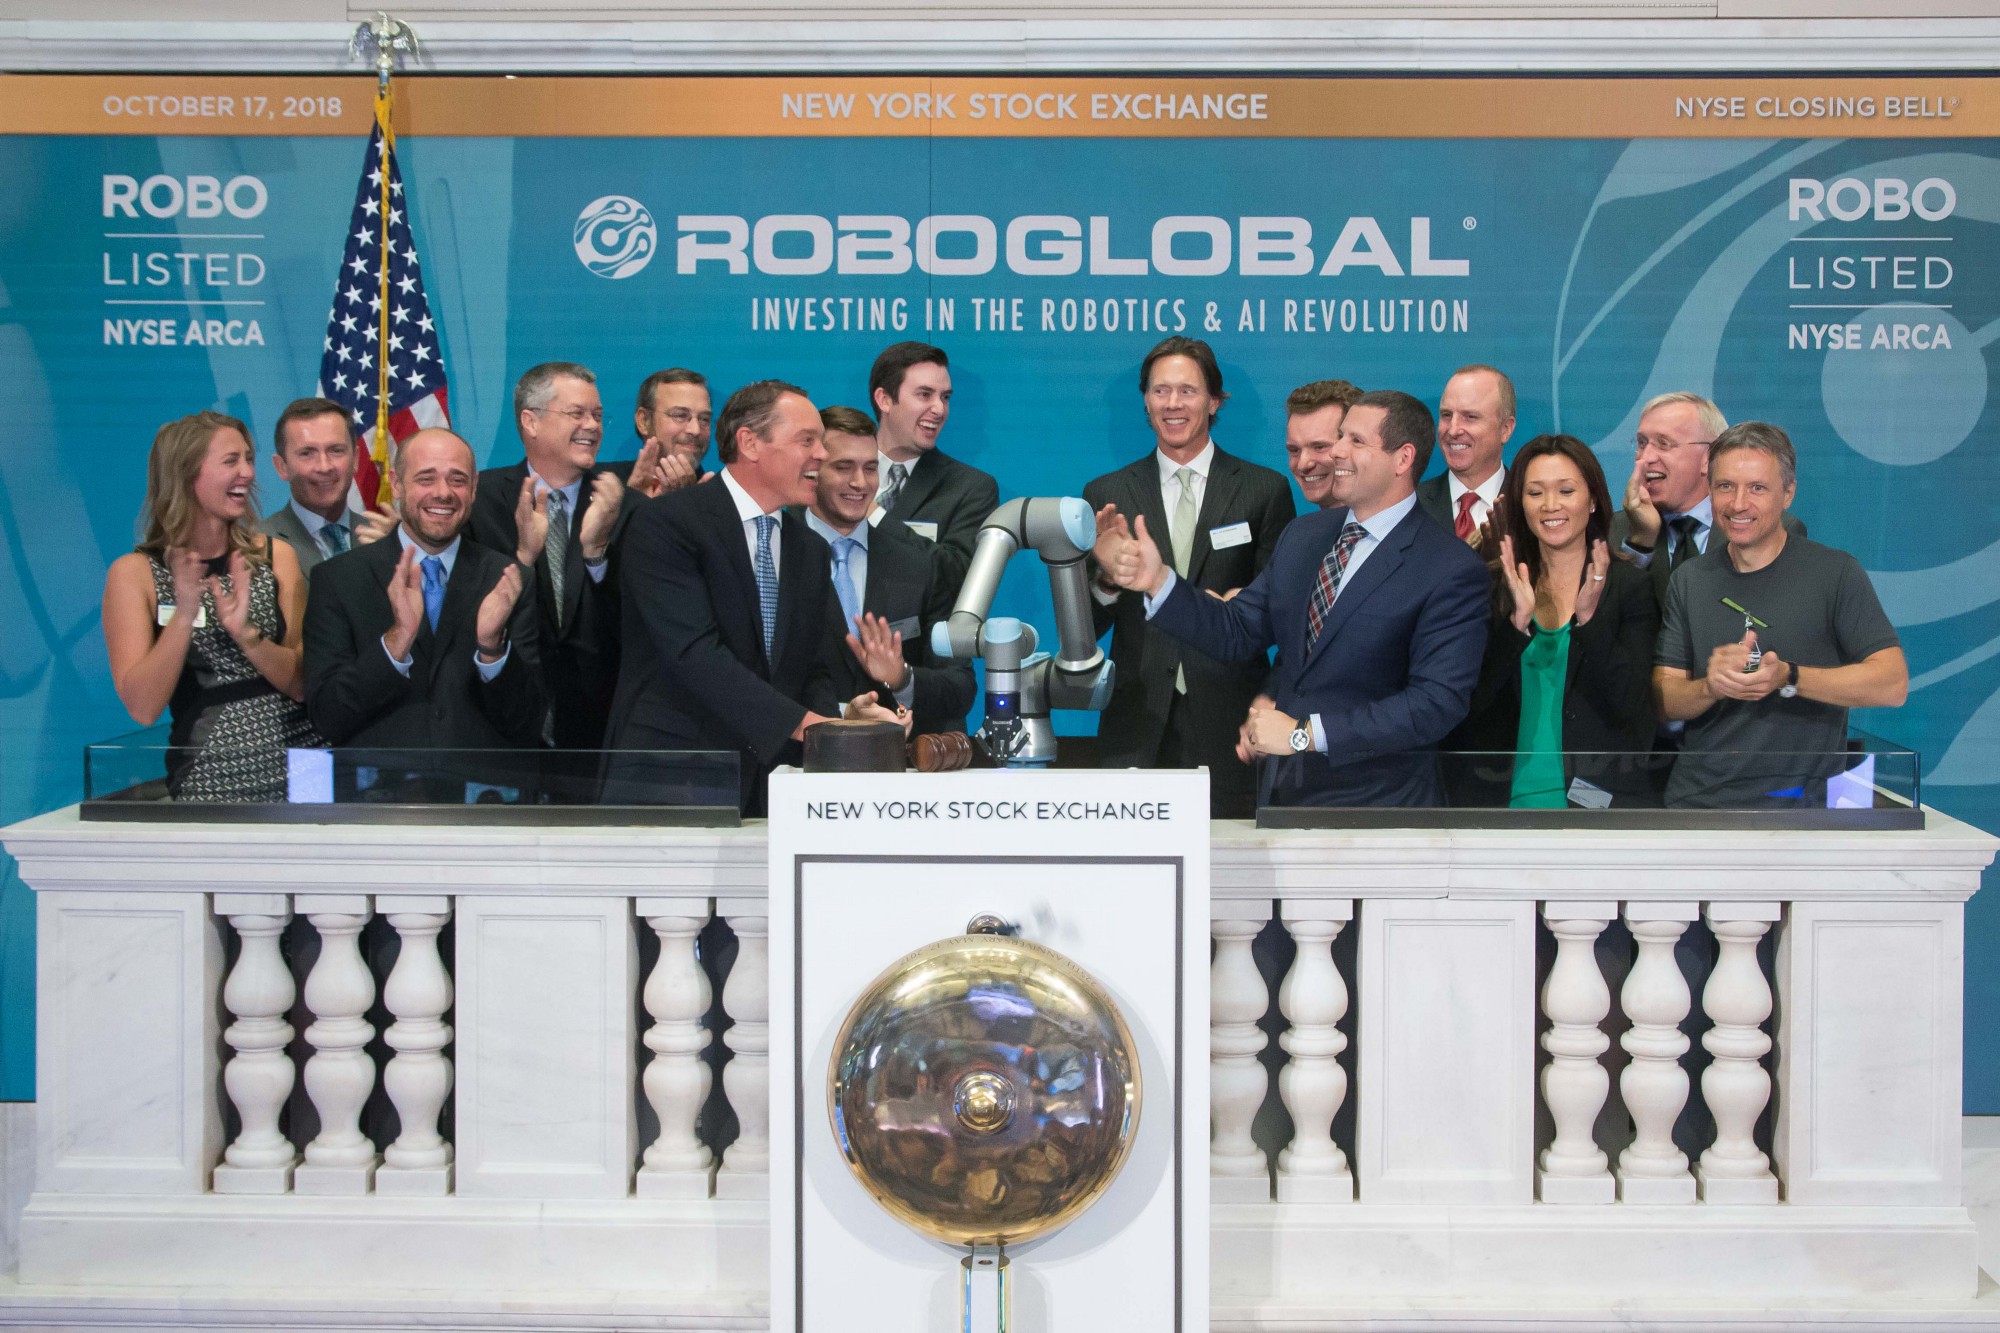 OCTOBER 17, 2018
NEW YORK STOCK EXCHANGE
NYSE CLOSING BELL®
ROBO
LISTED
NYSE ARCA
ROBOGLOBAL®
INVESTING IN THE ROBOTICS & AI REVOLUTION
ROBO
LISTED
NYSE ARCA
NEW YORK STOCK EXCHANGE